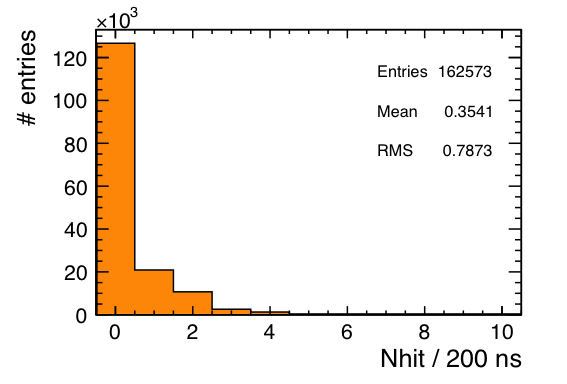 ×10³
# entries
120
100
80
60
40
20
0
Entries 162573
Mean 0.3541
RMS 0.7873
0 2 4 6 8 10
Nhit / 200 ns